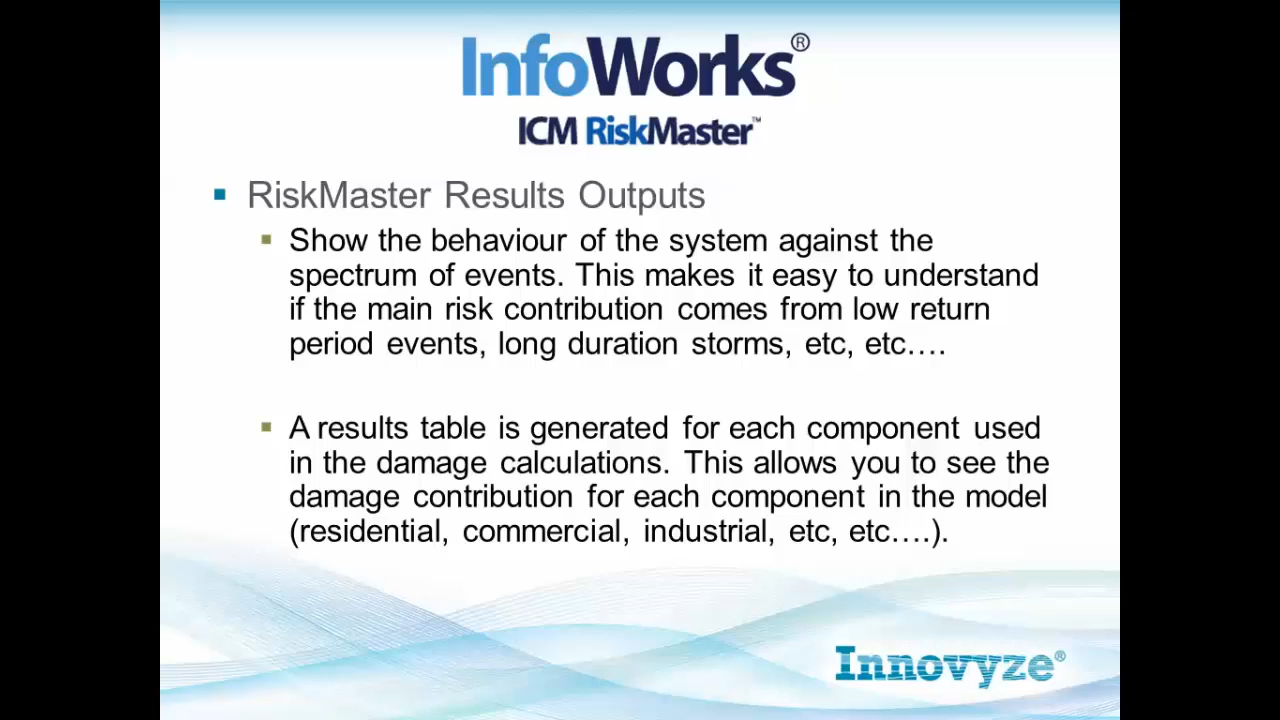 InfoWorks®
ICM RiskMaster™
▪ RiskMaster Results Outputs
▪ Show the behaviour of the system against the
spectrum of events. This makes it easy to understand
if the main risk contribution comes from low return
period events, long duration storms, etc, etc….
▪ A results table is generated for each component used
in the damage calculations. This allows you to see the
damage contribution for each component in the model
(residential, commercial, industrial, etc, etc….).
Innovyze®